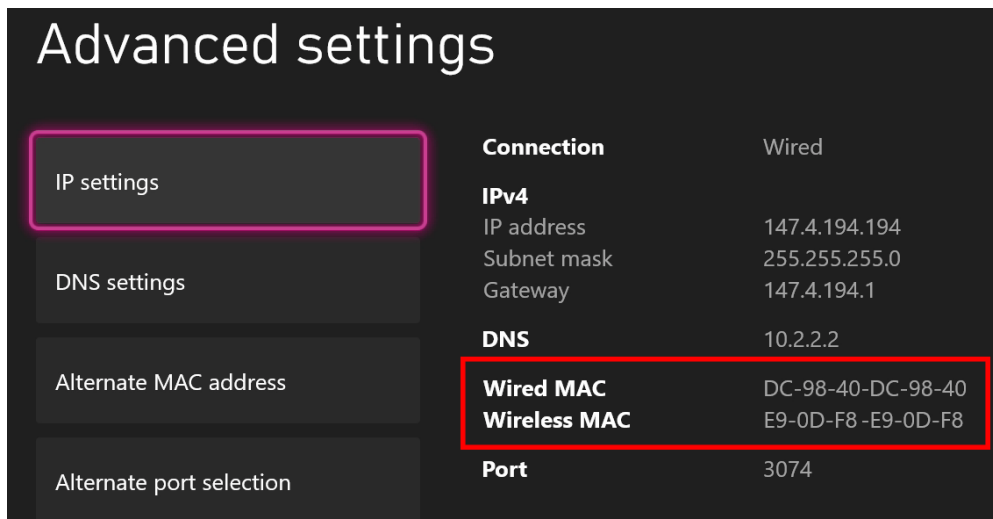 Advanced settings
IP settings
DNS settings
Alternate MAC address
Alternate port selection
Connection Wired
IPv4
IP address 147.4.194.194
Subnet mask 255.255.255.0
Gateway 147.4.194.1
DNS 10.2.2.2
Wired MAC DC-98-40-DC-98-40
Wireless MAC E9-0D-F8-E9-0D-F8
Port 3074